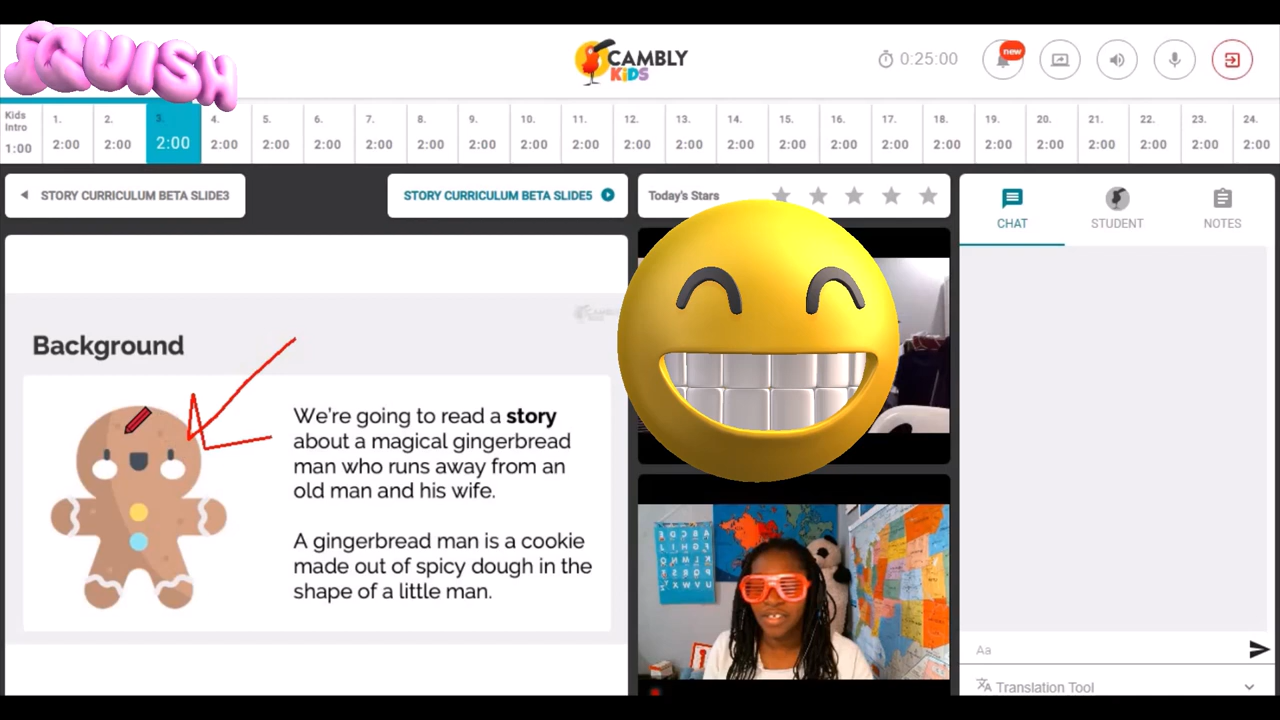 SQUISH
CAMBLY
KIDS
0:25:00
new
Kids
Intro
1:00
1.
2:00
2.
2:00
3.
2:00
4.
2:00
5.
2:00
6.
2:00
7.
2:00
8.
2:00
9.
2:00
10.
2:00
11.
2:00
12.
2:00
13.
2:00
14.
2:00
15.
2:00
16.
2:00
17.
2:00
18.
2:00
19.
2:00
20.
2:00
21.
2:00
22.
2:00
23.
2:00
24.
2:00
STORY CURRICULUM BETA SLIDE3
STORY CURRICULUM BETA SLIDE5
Today's Stars
CHAT
STUDENT
NOTES
Background
We're going to read a story
about a magical gingerbread
man who runs away from an
old man and his wife.
A gingerbread man is a cookie
made out of spicy dough in the
shape of a little man.
Aa
Translation Tool